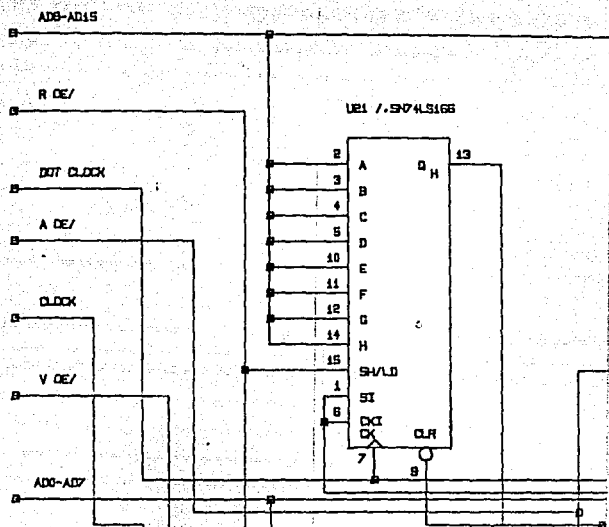 AD8-AD15
R OE/
U21 /.SN74LS166
DOT CLOCK
2 A Q H 13
3 B
4 C
A OE/
5 D
10 E
11 F
CLOCK
12 G
14 H
15 SH/LD
V OE/
1 SI
6 CKI
CK CLR
7 9
AD0-AD7